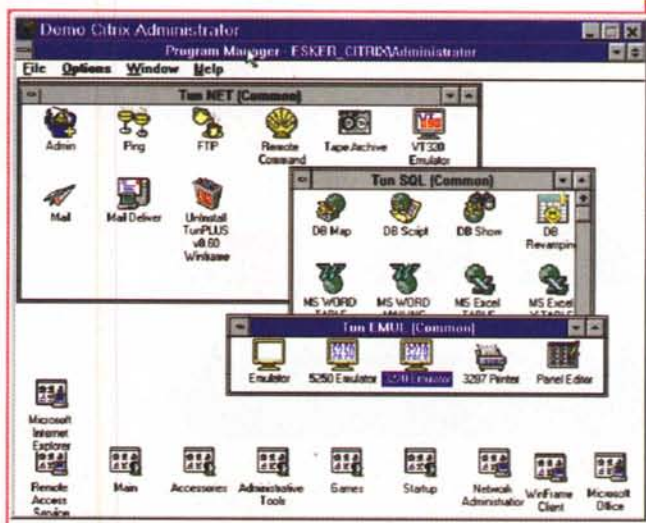 Demo Citrix Administrator
Program Manager - ESKER_CITRIX\Administrator
File Options Window Help
Tun NET (Common)
Admin
Ping
FTP
Remote Command
Tape Archive
VT320 Emulator
Mail
Mail Deliver
Uninstall TunPLUS v8.60 Winframe
Tun SQL (Common)
DB Map
DB Script
DB Show
DB Revamping
MS WORD
MS WORD
MS Excel
MS Excel
Tun EMUL (Common)
Emulator
5250 Emulator
3270 Emulator
3287 Printer
Panel Editor
Microsoft Internet Explorer
Remote Access Service
Main
Accessories
Administrative Tools
Games
Startup
Network Administrator
WinFrame Client
Microsoft Office